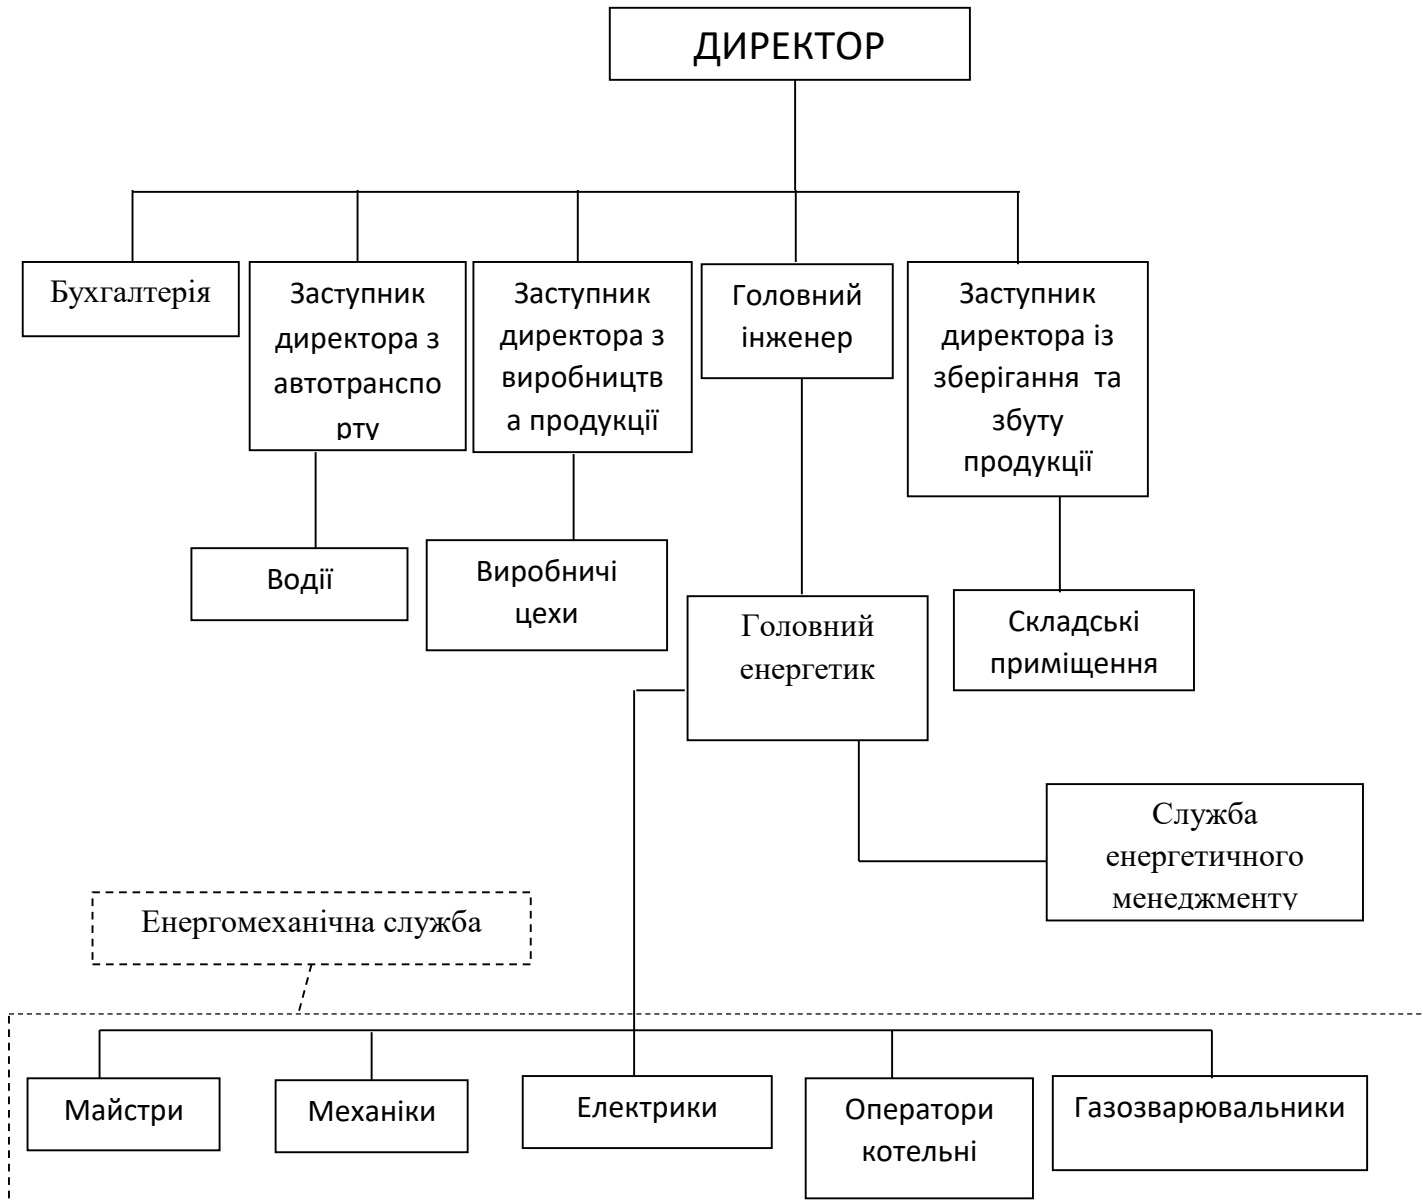 ДИРЕКТОР
Бухгалтерія
Заступник
директора з
автотранспо
рту
Заступник
директора з
виробництв
а продукції
Головний
інженер
Заступник
директора із
зберігання та
збуту
продукції
Водії
Виробничі
цехи
Головний
енергетик
Складські
приміщення
Служба
енергетичного
менеджменту
Енергомеханічна служба
Майстри
Механіки
Електрики
Оператори
котельні
Газозварювальники